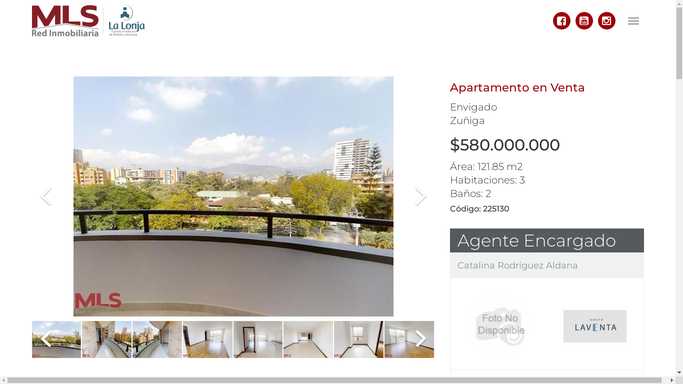 MLS
Red Inmobiliaria
La Lonja
Apartamento en Venta
Envigado
Zuñiga
$580.000.000
Área: 121.85 m2
Habitaciones: 3
Baños: 2
Código: 225130
Agente Encargado
Catalina Rodríguez Aldana
MLS
Foto No
Disponible
LAVENTA